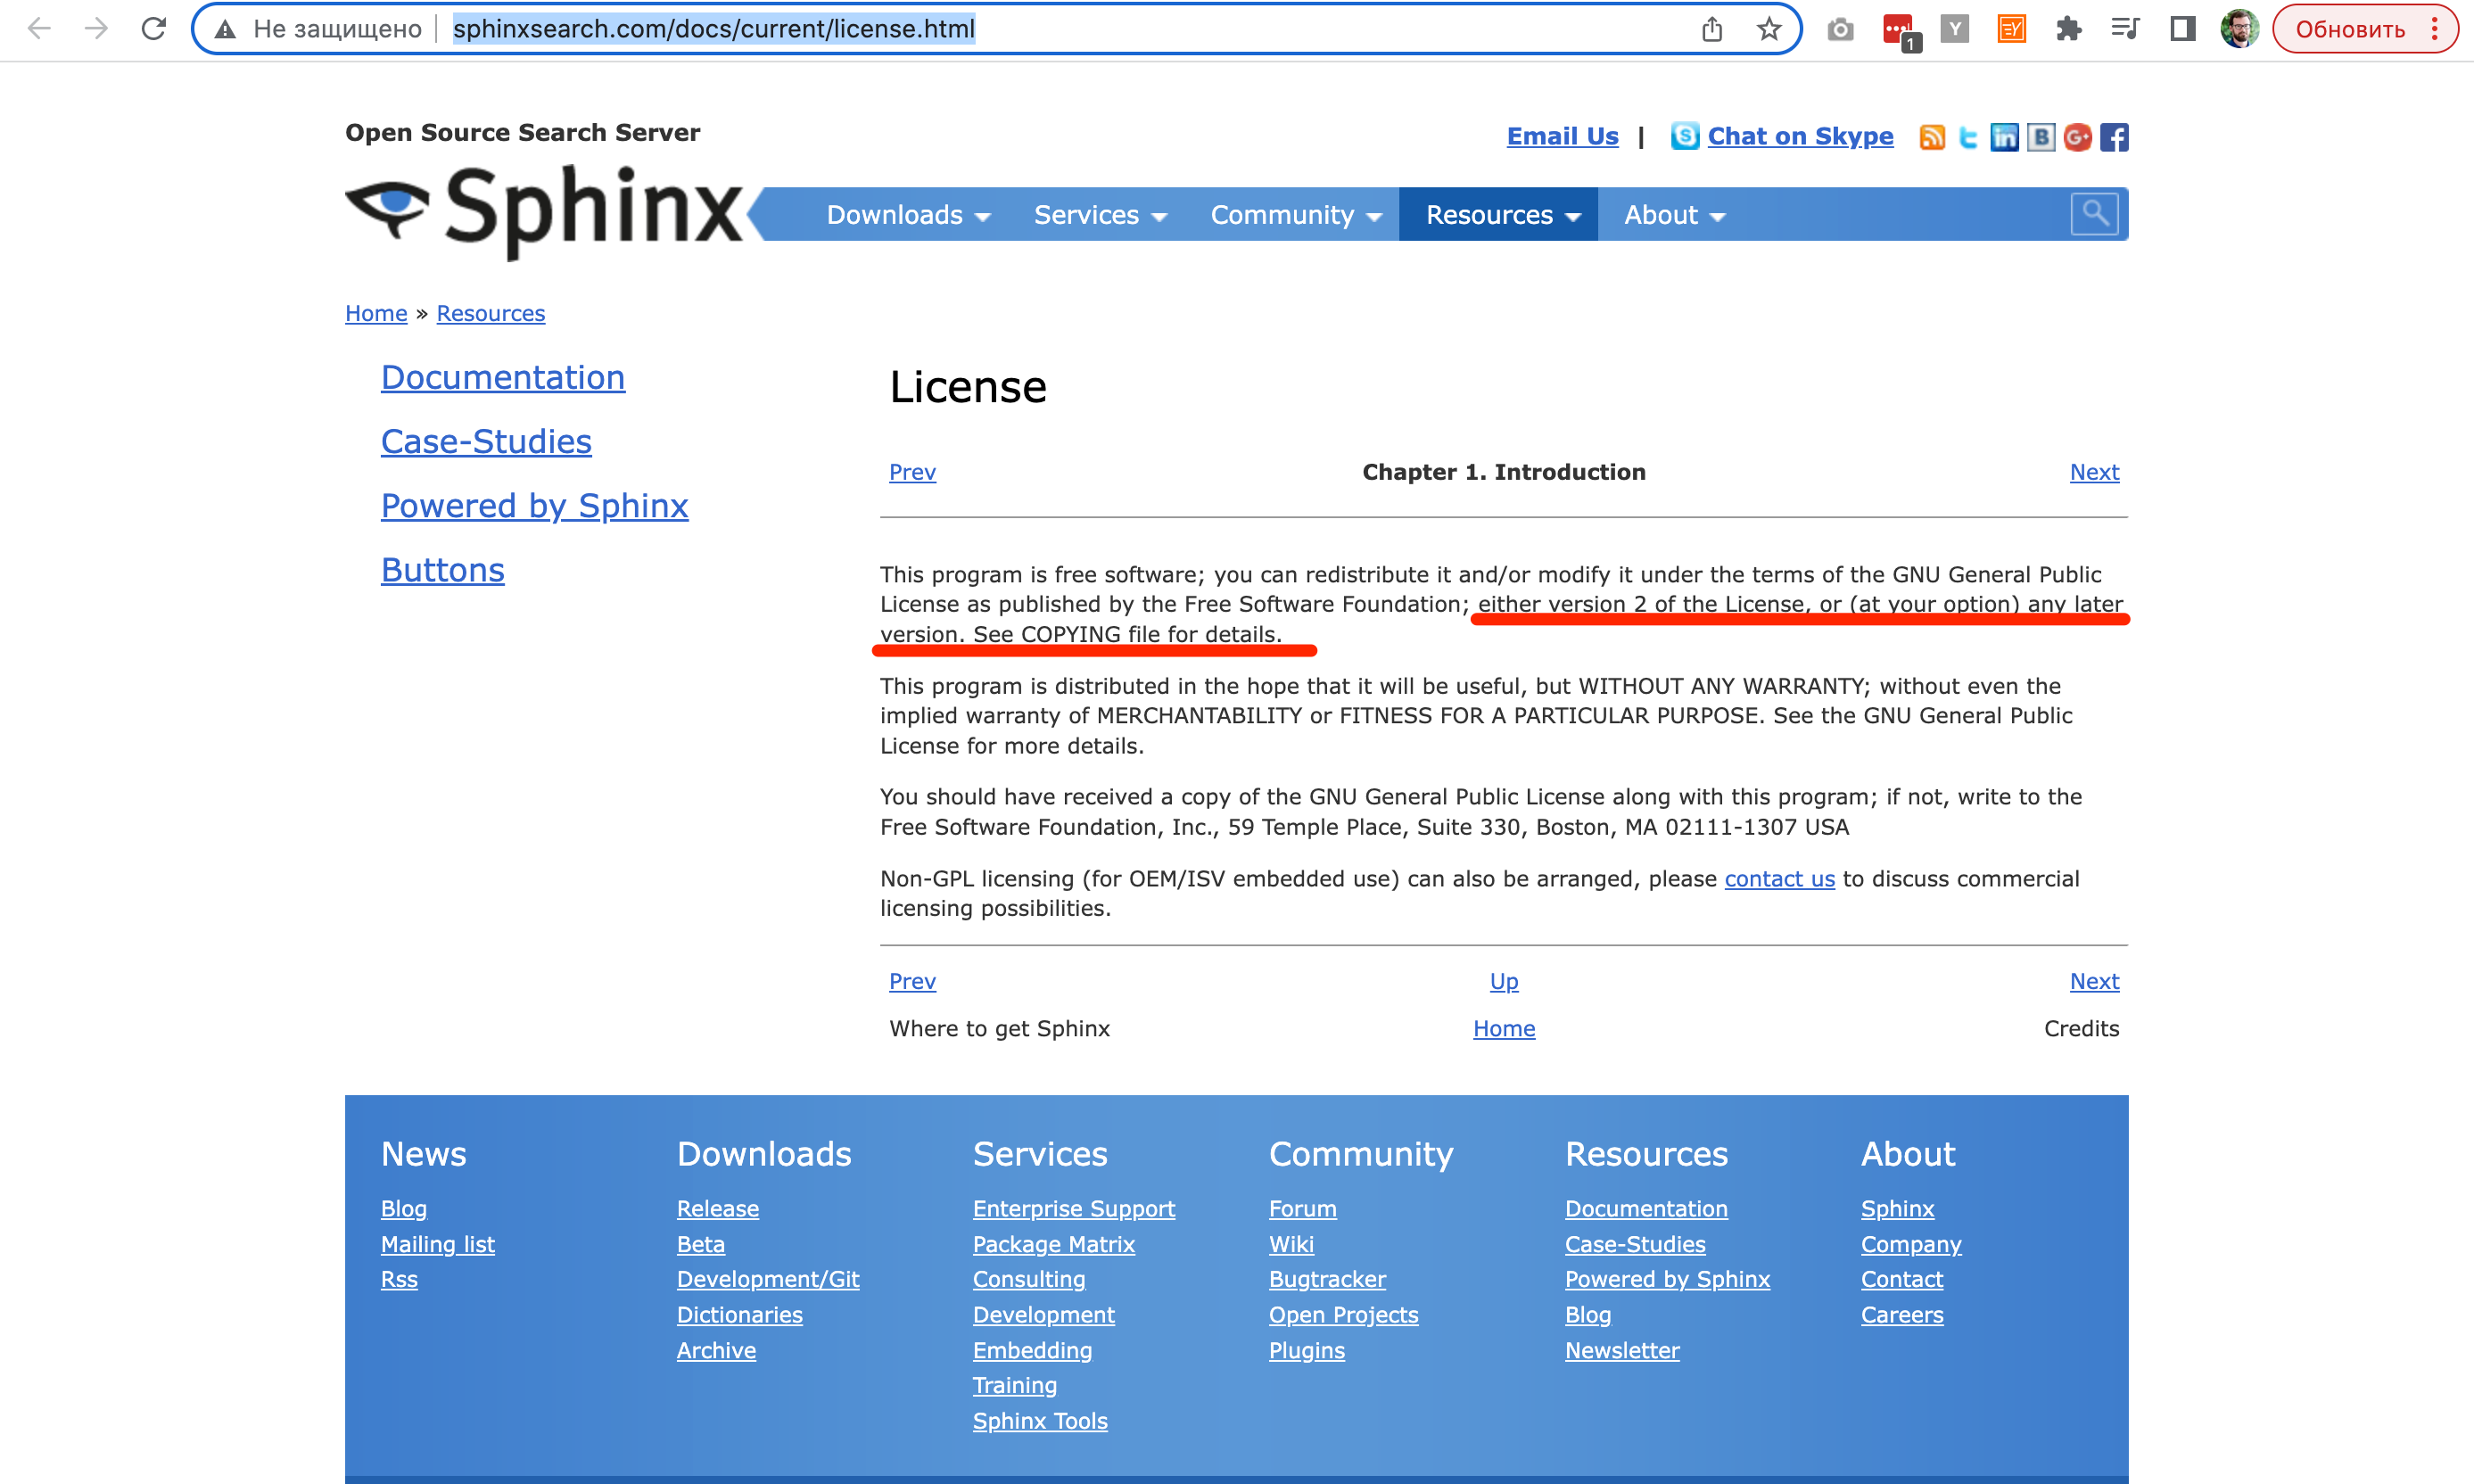 Не защищено
sphinxsearch.com/docs/current/license.html
1
Y
EY
Обновить
Open Source Search Server
Email Us | Chat on Skype
Sphinx
Downloads Services Community Resources About
Home » Resources
Documentation
Case-Studies
Powered by Sphinx
Buttons
License
Prev Chapter 1. Introduction Next
This program is free software; you can redistribute it and/or modify it under the terms of the GNU General Public
License as published by the Free Software Foundation; either version 2 of the License, or (at your option) any later
version. See COPYING file for details.
This program is distributed in the hope that it will be useful, but WITHOUT ANY WARRANTY; without even the
implied warranty of MERCHANTABILITY or FITNESS FOR A PARTICULAR PURPOSE. See the GNU General Public
License for more details.
You should have received a copy of the GNU General Public License along with this program; if not, write to the
Free Software Foundation, Inc., 59 Temple Place, Suite 330, Boston, MA 02111-1307 USA
Non-GPL licensing (for OEM/ISV embedded use) can also be arranged, please contact us to discuss commercial
licensing possibilities.
Prev Up Next
Where to get Sphinx Home Credits
News
Blog
Mailing list
Rss
Downloads
Release
Beta
Development/Git
Dictionaries
Archive
Services
Enterprise Support
Package Matrix
Consulting
Development
Embedding
Training
Sphinx Tools
Community
Forum
Wiki
Bugtracker
Open Projects
Plugins
Resources
Documentation
Case-Studies
Powered by Sphinx
Blog
Newsletter
About
Sphinx
Company
Contact
Careers